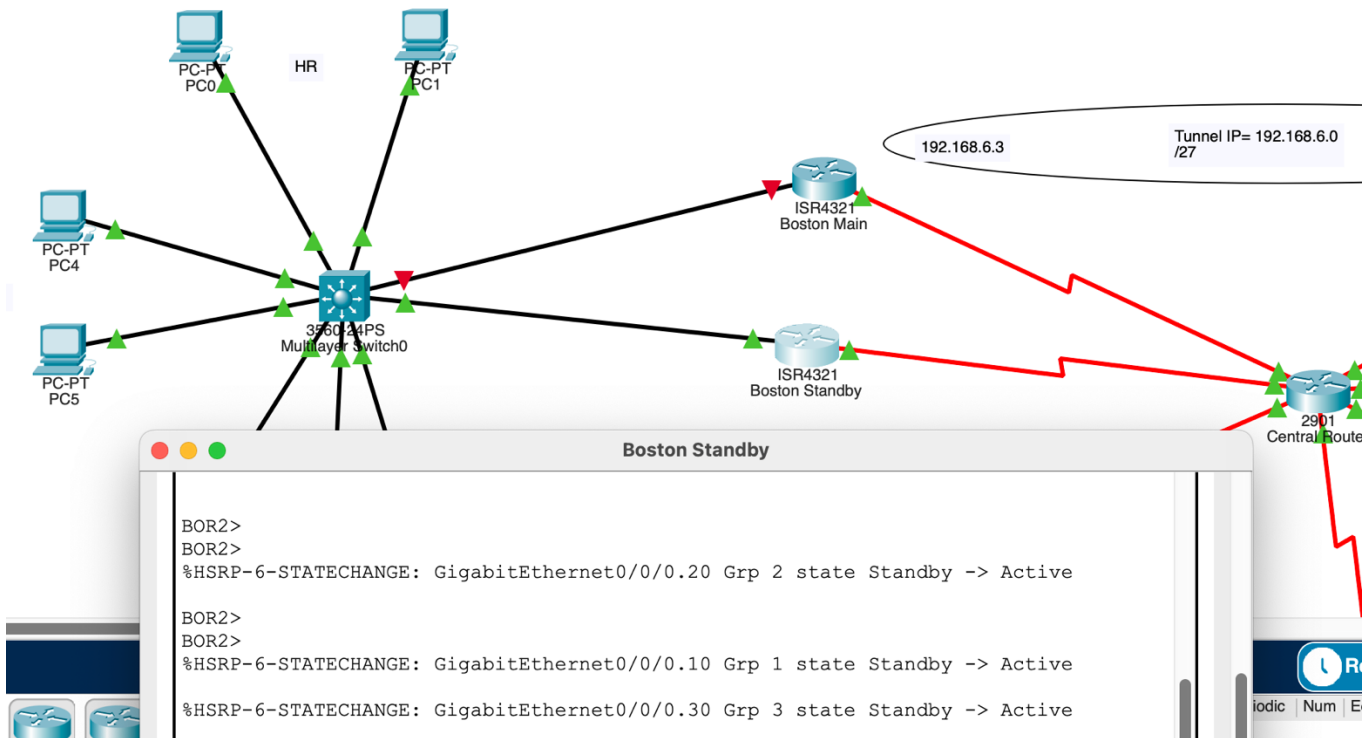 PC-PT
PC0
HR
PC-PT
PC1
192.168.6.3
Tunnel IP= 192.168.6.0
/27
ISR4321
Boston Main
PC-PT
PC4
3560-24PS
Multilayer Switch0
PC-PT
PC5
ISR4321
Boston Standby
2901
Central Route
Boston Standby
BOR2>
BOR2>
%HSRP-6-STATECHANGE: GigabitEthernet0/0/0.20 Grp 2 state Standby -> Active
BOR2>
BOR2>
%HSRP-6-STATECHANGE: GigabitEthernet0/0/0.10 Grp 1 state Standby -> Active
%HSRP-6-STATECHANGE: GigabitEthernet0/0/0.30 Grp 3 state Standby -> Active
Re
iodic Num E